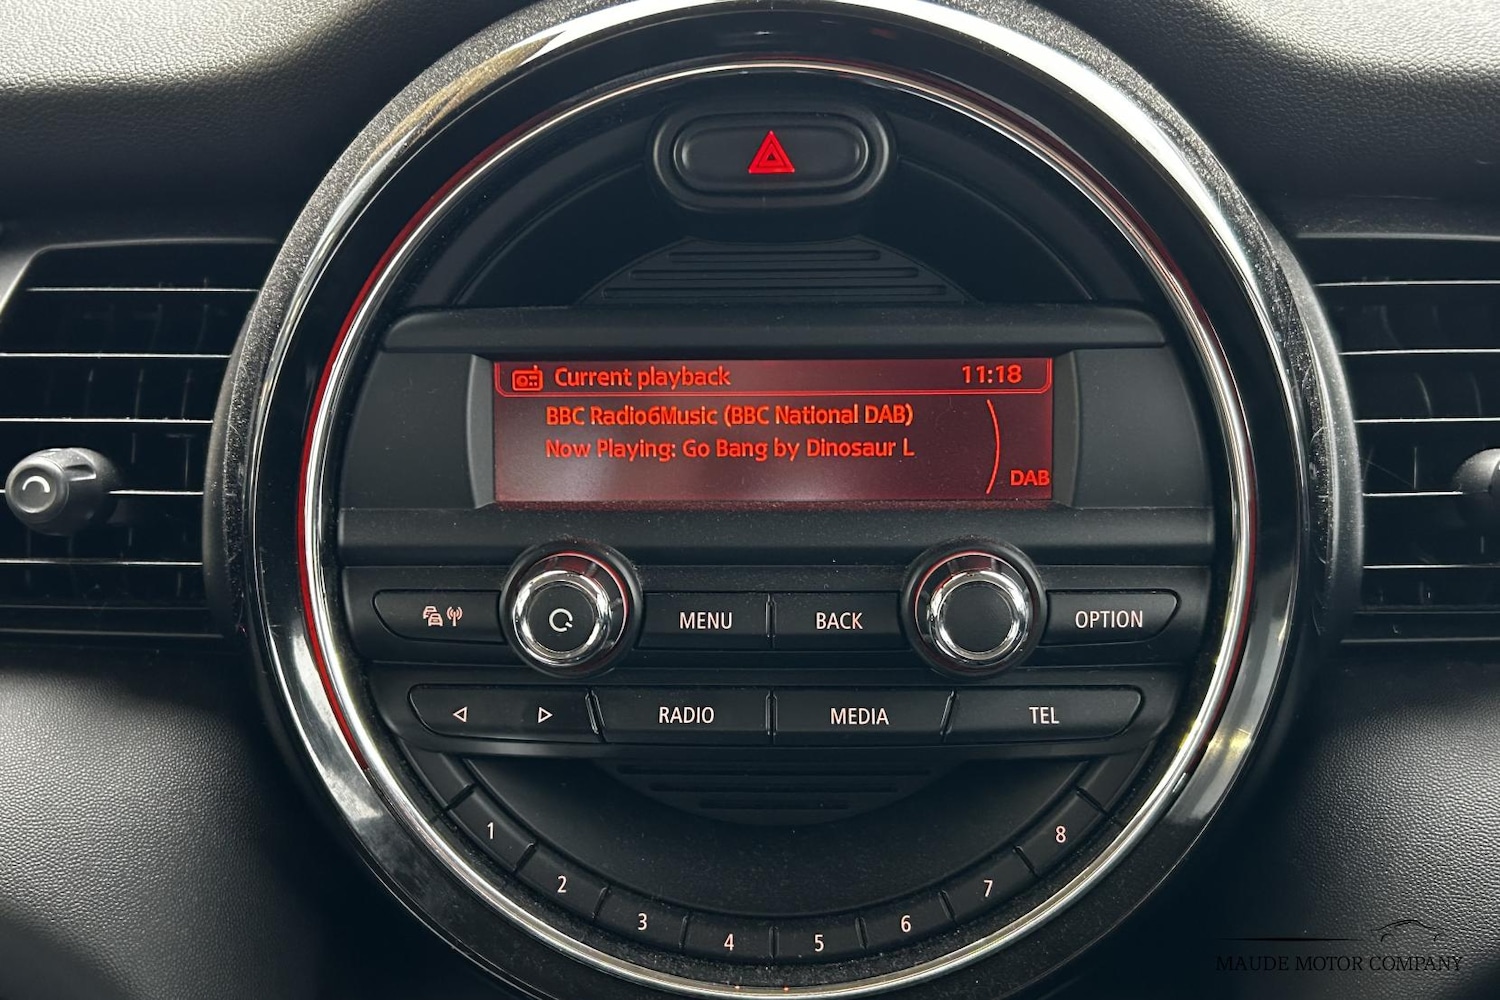 Current playback 11:18
BBC Radio6Music (BBC National DAB)
Now Playing: Go Bang by Dinosaur L
DAB
MENU BACK OPTION
RADIO MEDIA TEL
1 2 3 4 5 6 7 8
MAUDE MOTOR COMPANY